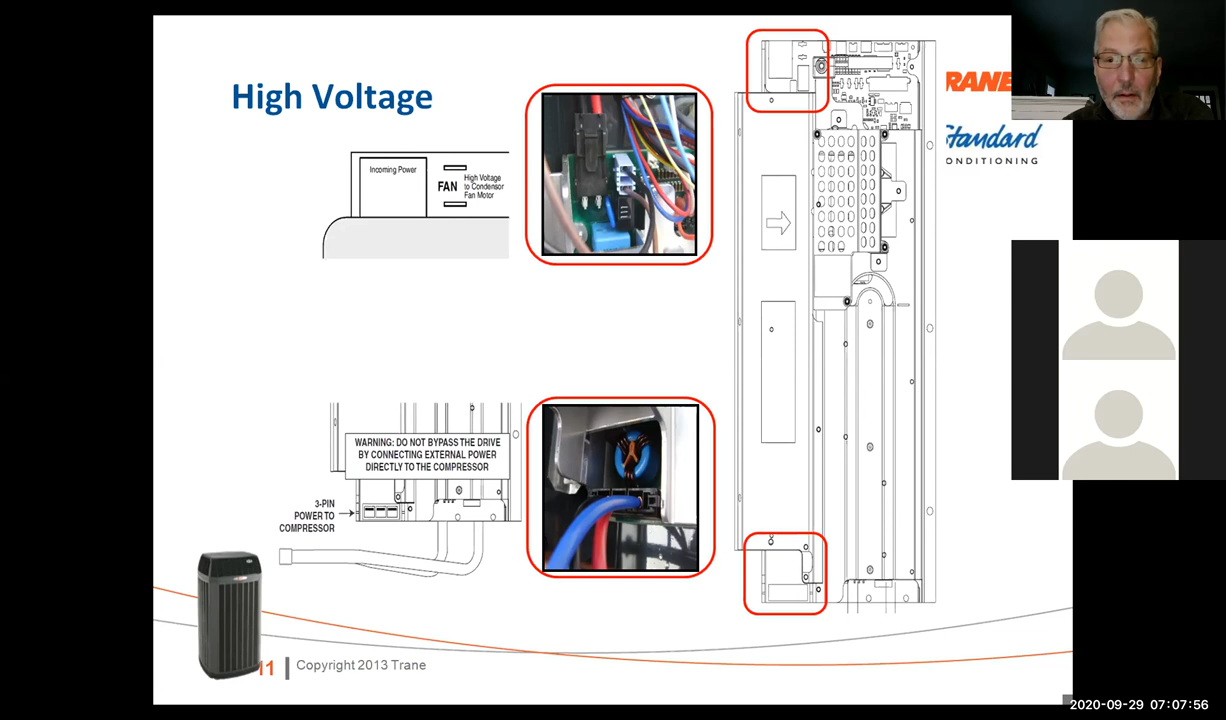 High Voltage
Incoming Power
FAN
High Voltage
to Condensor
Fan Motor
RANE
Standard
ONDITIONING
WARNING: DO NOT BYPASS THE DRIVE
BY CONNECTING EXTERNAL POWER
DIRECTLY TO THE COMPRESSOR
3-PIN
POWER TO
COMPRESSOR
11
Copyright 2013 Trane
2020-09-29 07:07:56